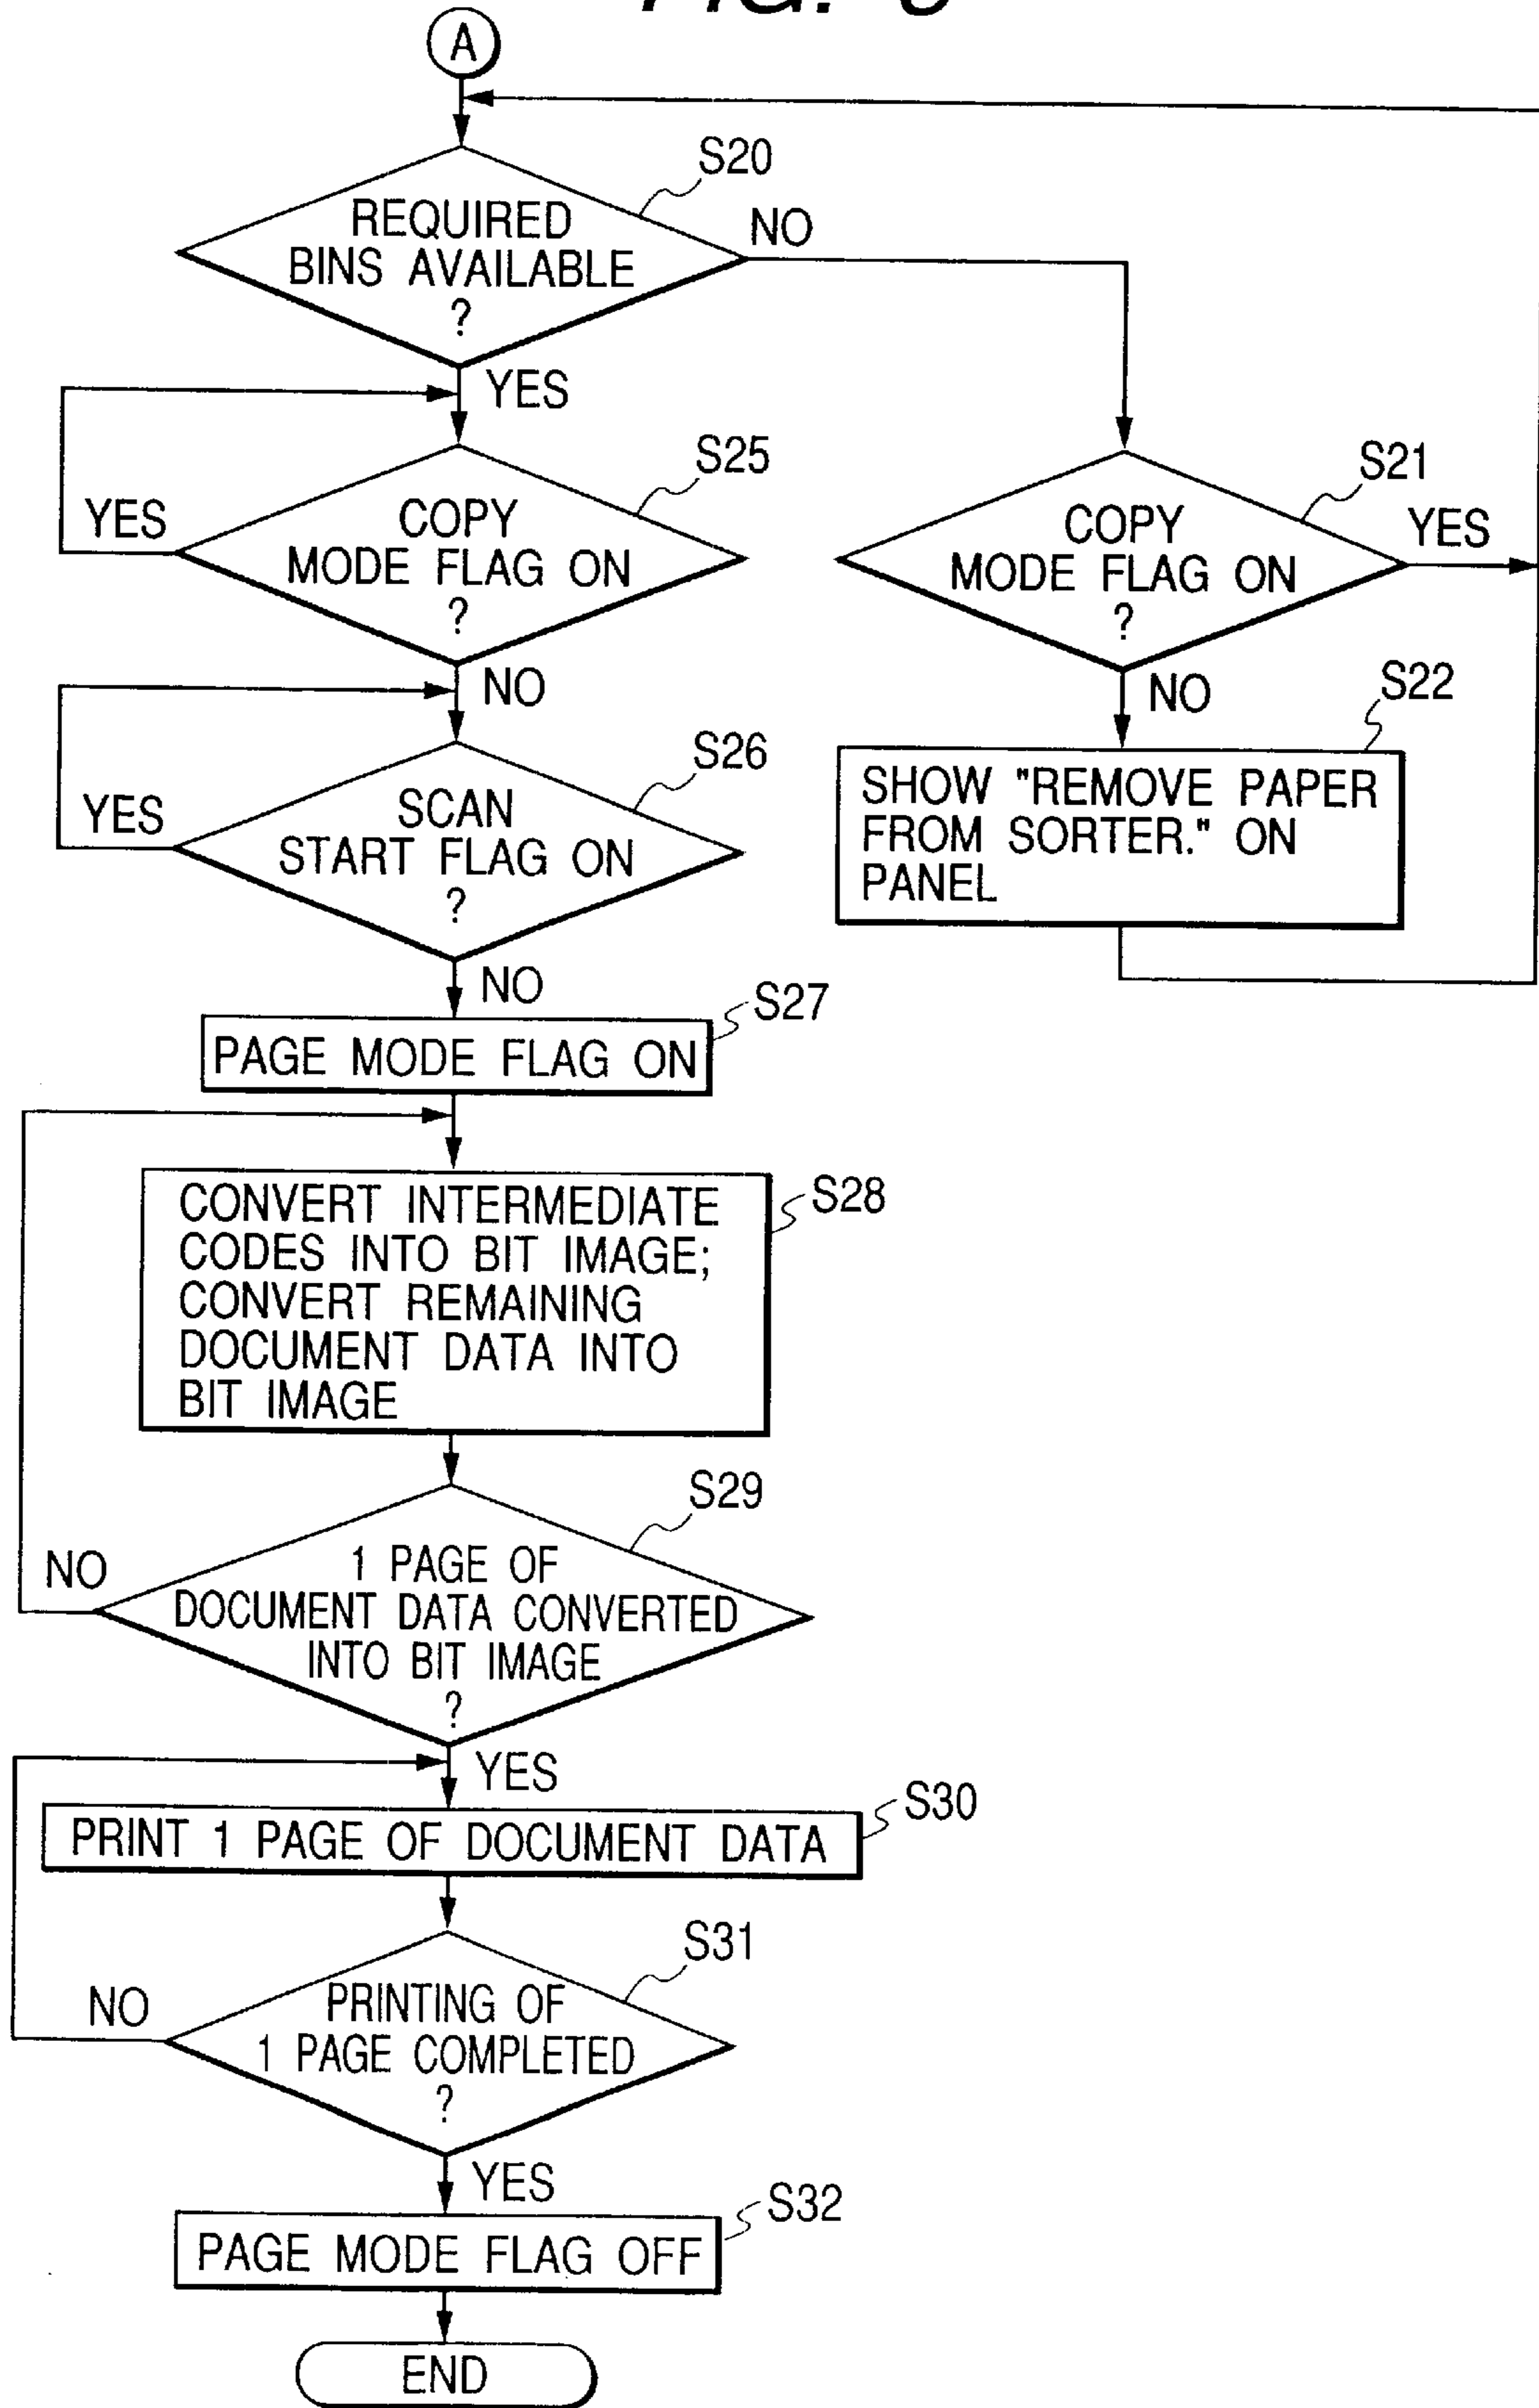 FIG.
A
S20
REQUIRED
BINS AVAILABLE
?
NO
YES
S25
COPY
MODE FLAG ON
?
YES
NO
S21
COPY
MODE FLAG ON
?
YES
NO
S22
SHOW "REMOVE PAPER
FROM SORTER." ON
PANEL
S26
SCAN
START FLAG ON
?
YES
NO
S27
PAGE MODE FLAG ON
S28
CONVERT INTERMEDIATE
CODES INTO BIT IMAGE;
CONVERT REMAINING
DOCUMENT DATA INTO
BIT IMAGE
S29
1 PAGE OF
DOCUMENT DATA CONVERTED
INTO BIT IMAGE
?
NO
YES
S30
PRINT 1 PAGE OF DOCUMENT DATA
S31
PRINTING OF
1 PAGE COMPLETED
?
NO
YES
S32
PAGE MODE FLAG OFF
END